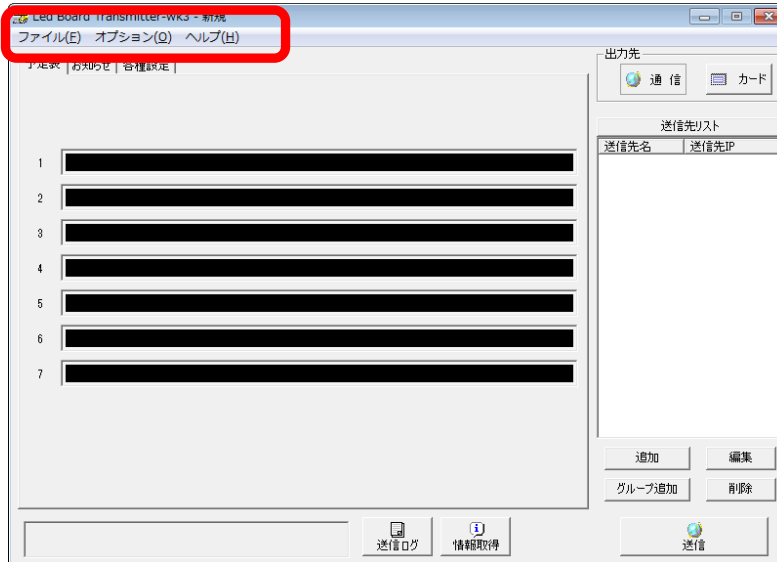 Led Board Transmitter-wk3 - 新規
ファイル(F) オプション(O) ヘルプ(H)
予定表 お知らせ 各種設定
1
2
3
4
5
6
7
出力先
通 信 カード
送信先リスト
送信先名 送信先IP
追加 編集
グループ追加 削除
送信ログ 情報取得 送信